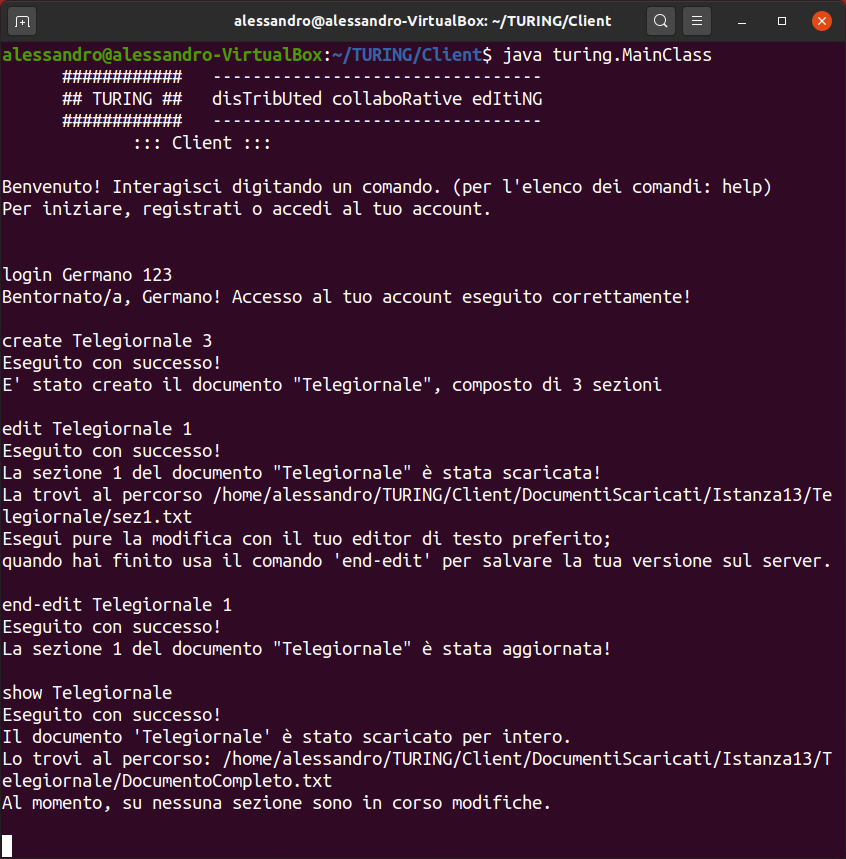 alessandro@alessandro-VirtualBox: ~/TURING/Client
alessandro@alessandro-VirtualBox:~/TURING/Client$ java turing.MainClass
############   ---------------------------------
## TURING ##   disTribUted collaboRative edItiNG
############   ---------------------------------
::: Client :::
Benvenuto! Interagisci digitando un comando. (per l'elenco dei comandi: help)
Per iniziare, registrati o accedi al tuo account.
login Germano 123
Bentornato/a, Germano! Accesso al tuo account eseguito correttamente!
create Telegiornale 3
Eseguito con successo!
E' stato creato il documento "Telegiornale", composto di 3 sezioni
edit Telegiornale 1
Eseguito con successo!
La sezione 1 del documento "Telegiornale" è stata scaricata!
La trovi al percorso /home/alessandro/TURING/Client/DocumentiScaricati/Istanza13/Te
legiornale/sez1.txt
Esegui pure la modifica con il tuo editor di testo preferito;
quando hai finito usa il comando 'end-edit' per salvare la tua versione sul server.
end-edit Telegiornale 1
Eseguito con successo!
La sezione 1 del documento "Telegiornale" è stata aggiornata!
show Telegiornale
Eseguito con successo!
Il documento 'Telegiornale' è stato scaricato per intero.
Lo trovi al percorso: /home/alessandro/TURING/Client/DocumentiScaricati/Istanza13/T
elegiornale/DocumentoCompleto.txt
Al momento, su nessuna sezione sono in corso modifiche.